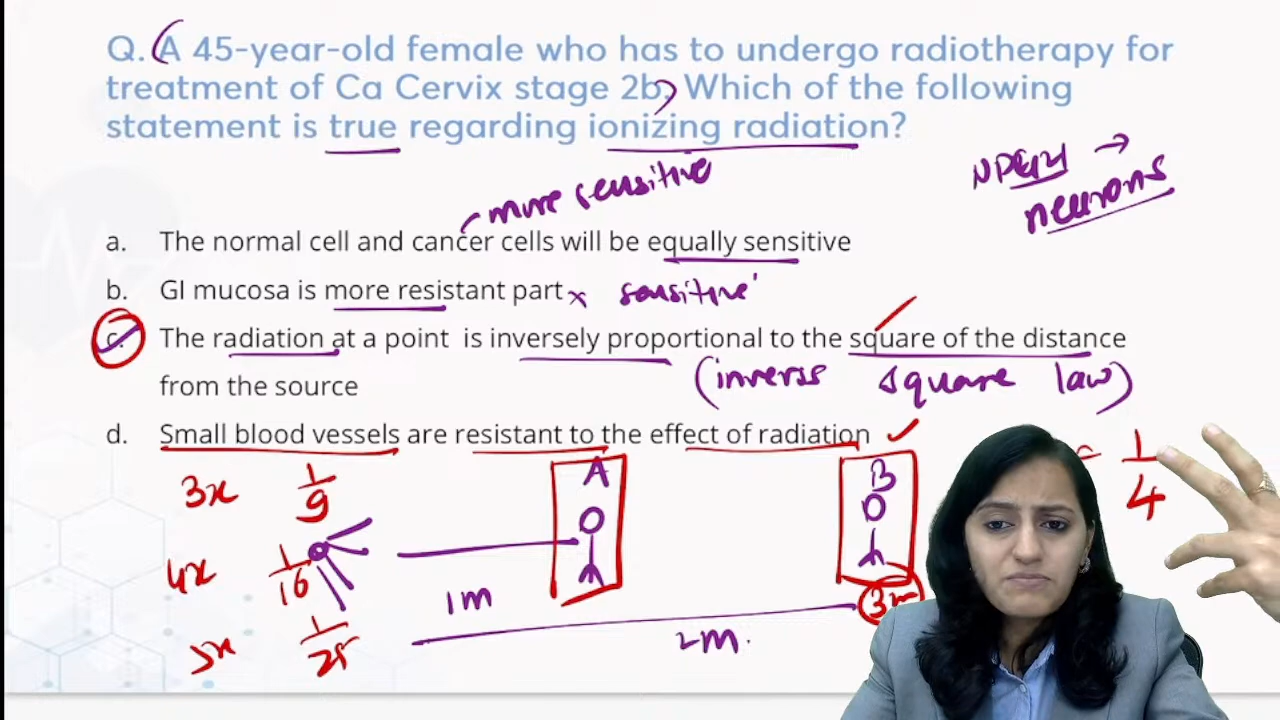 Q. A 45-year-old female who has to undergo radiotherapy for
treatment of Ca Cervix stage 2b, Which of the following
statement is true regarding ionizing radiation?
neurons
more sensitive
a. The normal cell and cancer cells will be equally sensitive
b. GI mucosa is more resistant part x sensitive
c. The radiation at a point is inversely proportional to the square of the distance
from the source
(inverse square law)
d. Small blood vessels are resistant to the effect of radiation
3x 1/9
A
B
= 1/4
4x 1/16
1m
3m
2m
5x 1/25